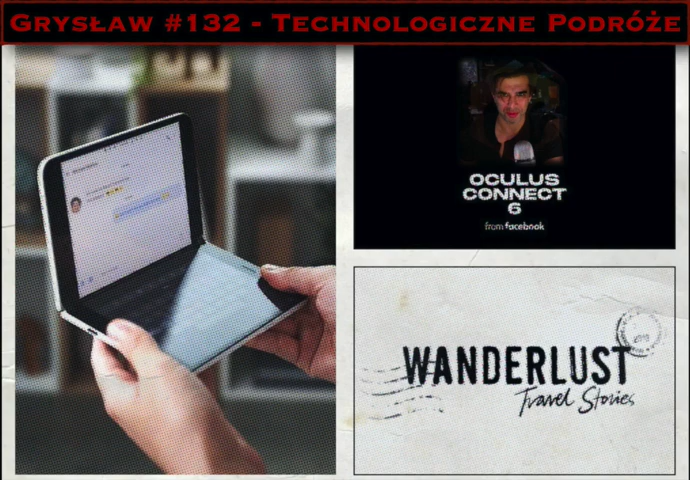 Grysław #132 - Technologiczne Podróże
OCULUS
CONNECT
6
from facebook
WANDERLUST
Travel Stories